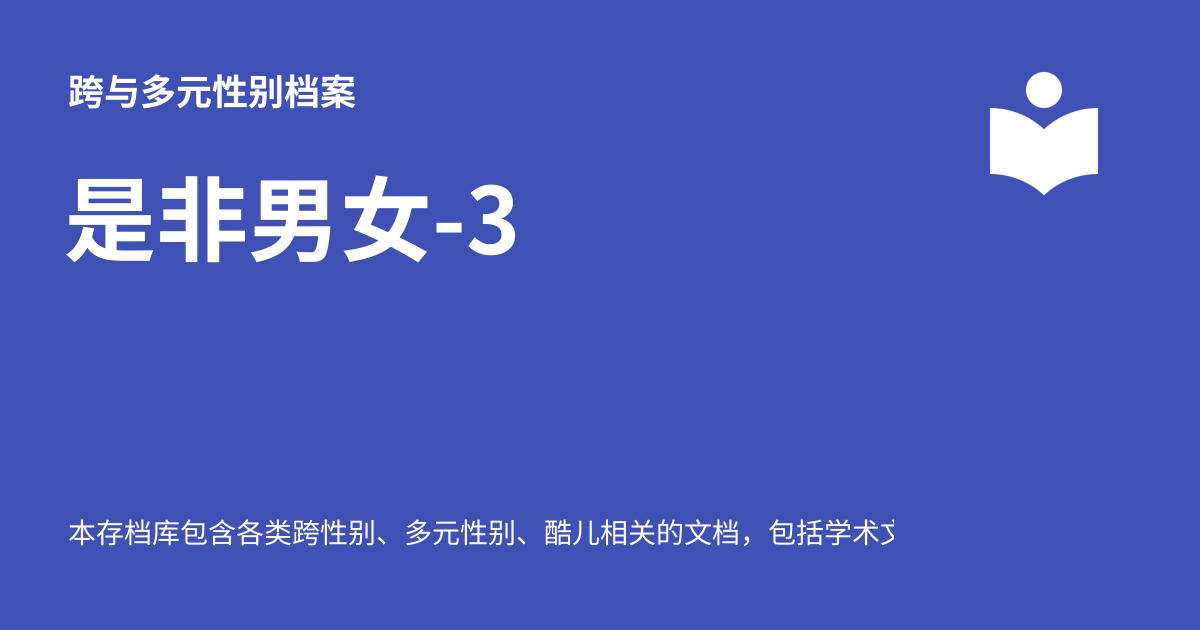 跨与多元性别档案
是非男女-3
本存档库包含各类跨性别、多元性别、酷儿相关的文档，包括学术文